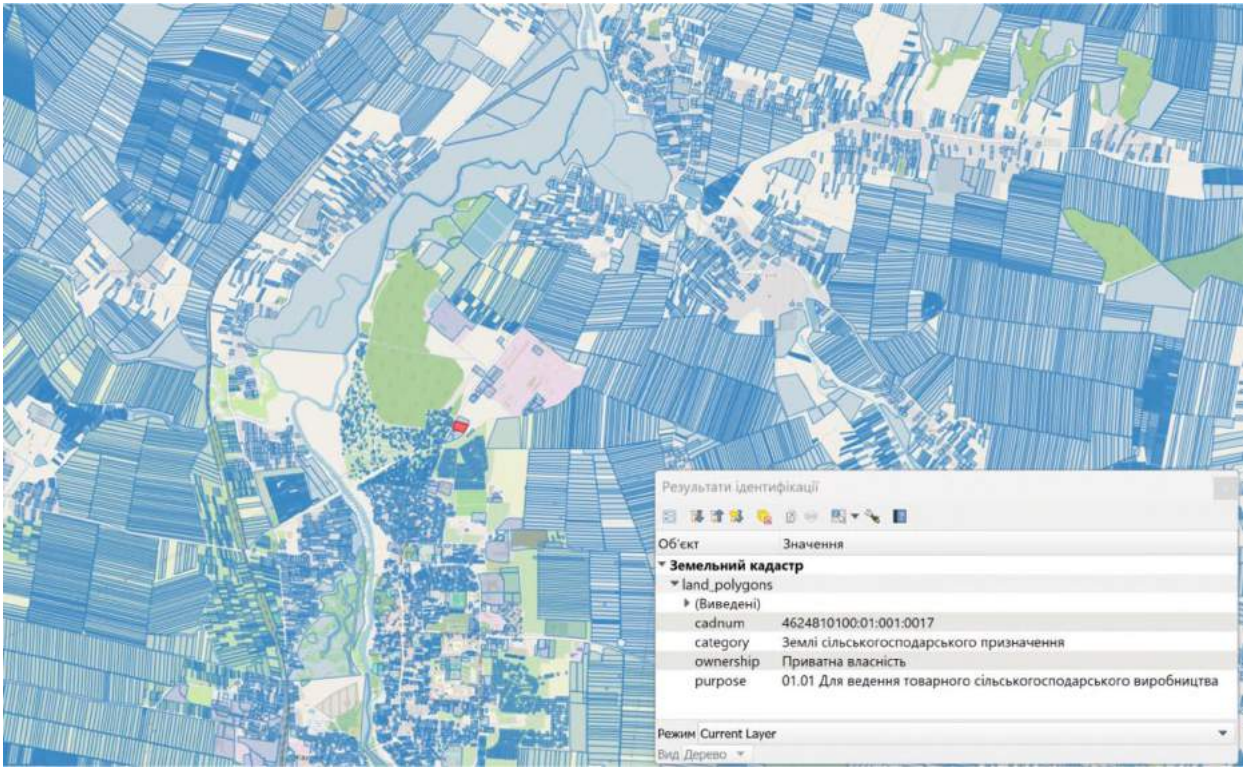 Результати ідентифікації
Об'єкт Значення
Земельний кадастр
land_polygons
(Виведені)
cadnum 4624810100:01:001:0017
category Землі сільськогосподарського призначення
ownership Приватна власність
purpose 01.01 Для ведення товарного сільськогосподарського виробництва
Режим Current Layer
Вид Дерево